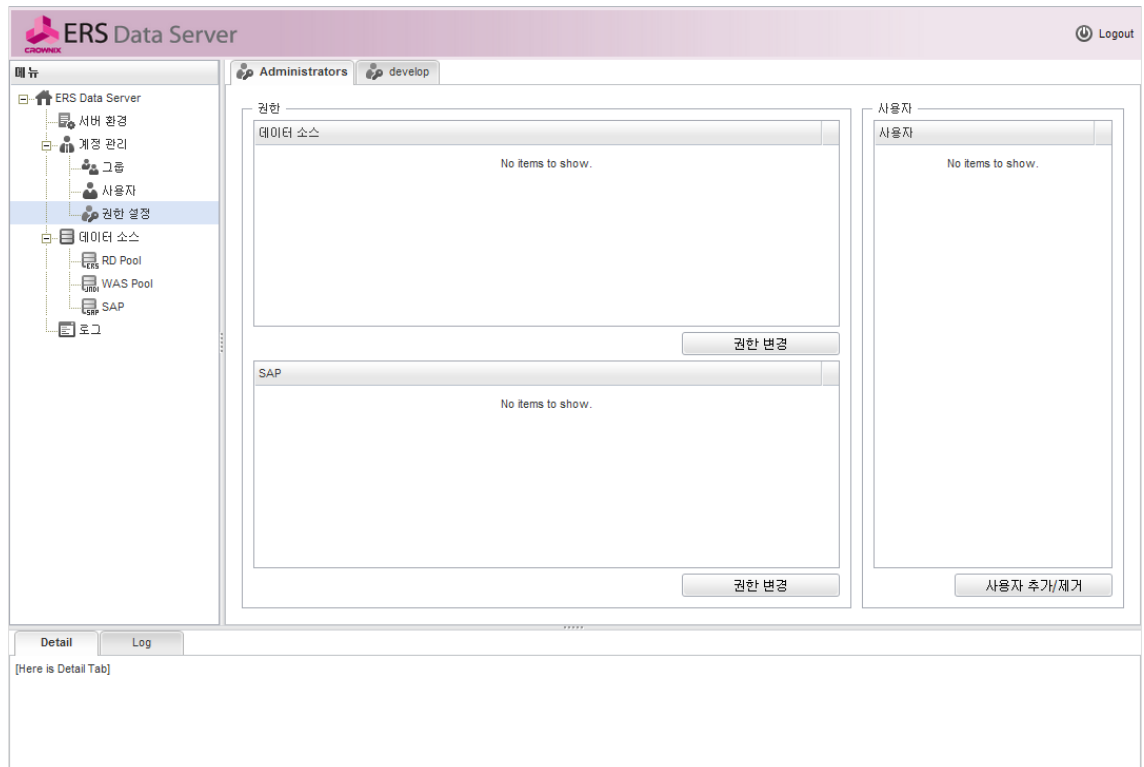 ERS Data Server
CROWNIX
Logout
메뉴
ERS Data Server
서버 환경
계정 관리
그룹
사용자
권한 설정
데이터 소스
RD Pool
WAS Pool
SAP
로그
Administrators
develop
권한
데이터 소스
No items to show.
권한 변경
SAP
No items to show.
권한 변경
사용자
사용자
No items to show.
사용자 추가/제거
Detail
Log
[Here is Detail Tab]